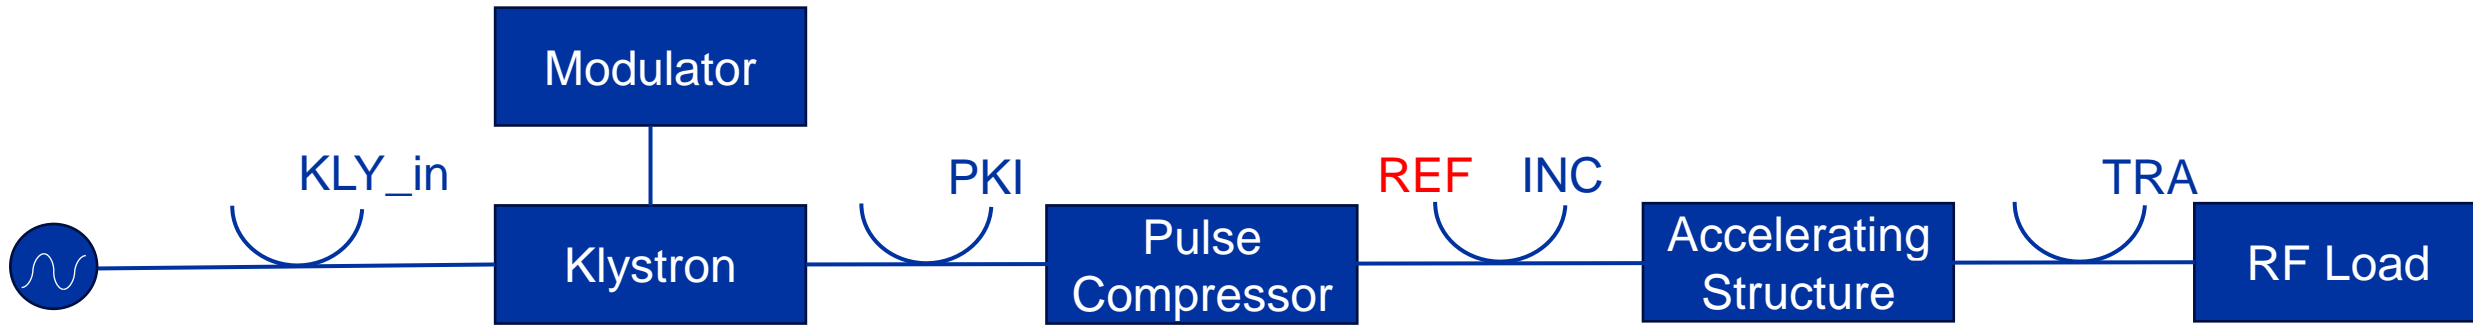 Modulator
KLY_in
PKI
REF
INC
TRA
Klystron
Pulse
Compressor
Accelerating
Structure
RF Load